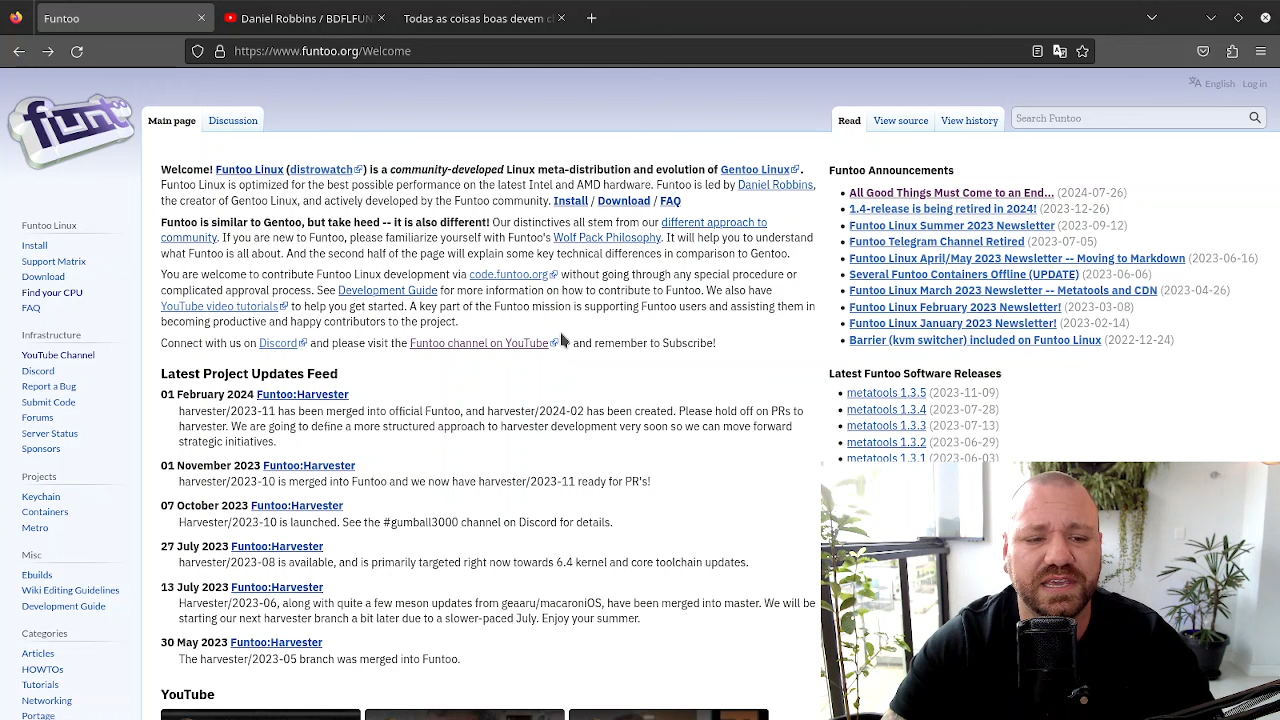 Funtoo
Daniel Robbins / BDFLFUN
Todas as coisas boas devem c
https://www.funtoo.org/Welcome
English Log in
funtoo
Main page Discussion
Read View source View history
Search Funtoo
Funtoo Linux
Install
Support Matrix
Download
Find your CPU
FAQ
Infrastructure
YouTube Channel
Discord
Report a Bug
Submit Code
Forums
Server Status
Sponsors
Projects
Keychain
Containers
Metro
Misc
Ebuilds
Wiki Editing Guidelines
Development Guide
Categories
Articles
HOWTOs
Tutorials
Networking
Portage
Welcome! Funtoo Linux (distrowatch) is a community-developed Linux meta-distribution and evolution of Gentoo Linux.
Funtoo Linux is optimized for the best possible performance on the latest Intel and AMD hardware. Funtoo is led by Daniel Robbins,
the creator of Gentoo Linux, and actively developed by the Funtoo community. Install / Download / FAQ
Funtoo is similar to Gentoo, but take heed -- it is also different! Our distinctives all stem from our different approach to
community. If you are new to Funtoo, please familiarize yourself with Funtoo's Wolf Pack Philosophy. It will help you to understand
what Funtoo is all about. And the second half of the page will explain some key technical differences in comparison to Gentoo.
You are welcome to contribute Funtoo Linux development via code.funtoo.org without going through any special procedure or
complicated approval process. See Development Guide for more information on how to contribute to Funtoo. We also have
YouTube video tutorials to help you get started. A key part of the Funtoo mission is supporting Funtoo users and assisting them in
becoming productive and happy contributors to the project.
Connect with us on Discord and please visit the Funtoo channel on YouTube and remember to Subscribe!
Latest Project Updates Feed
01 February 2024 Funtoo:Harvester
harvester/2023-11 has been merged into official Funtoo, and harvester/2024-02 has been created. Please hold off on PRs to
harvester. We are going to define a more structured approach to harvester development very soon so we can move forward
strategic initiatives.
01 November 2023 Funtoo:Harvester
harvester/2023-10 is merged into Funtoo and we now have harvester/2023-11 ready for PR's!
07 October 2023 Funtoo:Harvester
Harvester/2023-10 is launched. See the #gumball3000 channel on Discord for details.
27 July 2023 Funtoo:Harvester
harvester/2023-08 is available, and is primarily targeted right now towards 6.4 kernel and core toolchain updates.
13 July 2023 Funtoo:Harvester
Harvester/2023-06, along with quite a few meson updates from geaaru/macaroniOS, have been merged into master. We will be
starting our next harvester branch a bit later due to a slower-paced July. Enjoy your summer.
30 May 2023 Funtoo:Harvester
The harvester/2023-05 branch was merged into Funtoo.
YouTube
Funtoo Announcements
All Good Things Must Come to an End... (2024-07-26)
1.4-release is being retired in 2024! (2023-12-26)
Funtoo Linux Summer 2023 Newsletter (2023-09-12)
Funtoo Telegram Channel Retired (2023-07-05)
Funtoo Linux April/May 2023 Newsletter -- Moving to Markdown (2023-06-16)
Several Funtoo Containers Offline (UPDATE) (2023-06-06)
Funtoo Linux March 2023 Newsletter -- Metatools and CDN (2023-04-26)
Funtoo Linux February 2023 Newsletter! (2023-03-08)
Funtoo Linux January 2023 Newsletter! (2023-02-14)
Barrier (kvm switcher) included on Funtoo Linux (2022-12-24)
Latest Funtoo Software Releases
metatools 1.3.5 (2023-11-09)
metatools 1.3.4 (2023-07-28)
metatools 1.3.3 (2023-07-13)
metatools 1.3.2 (2023-06-29)
metatools 1.3.1 (2023-06-03)